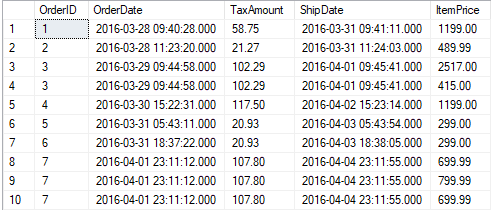 OrderID OrderDate TaxAmount ShipDate ItemPrice
1 1 2016-03-28 09:40:28.000 58.75 2016-03-31 09:41:11.000 1199.00
2 2 2016-03-28 11:23:20.000 21.27 2016-03-31 11:24:03.000 489.99
3 3 2016-03-29 09:44:58.000 102.29 2016-04-01 09:45:41.000 2517.00
4 3 2016-03-29 09:44:58.000 102.29 2016-04-01 09:45:41.000 415.00
5 4 2016-03-30 15:22:31.000 117.50 2016-04-02 15:23:14.000 1199.00
6 5 2016-03-31 05:43:11.000 20.93 2016-04-03 05:43:54.000 299.00
7 6 2016-03-31 18:37:22.000 20.93 2016-04-03 18:38:05.000 299.00
8 7 2016-04-01 23:11:12.000 107.80 2016-04-04 23:11:55.000 699.99
9 7 2016-04-01 23:11:12.000 107.80 2016-04-04 23:11:55.000 799.99
10 7 2016-04-01 23:11:12.000 107.80 2016-04-04 23:11:55.000 699.99